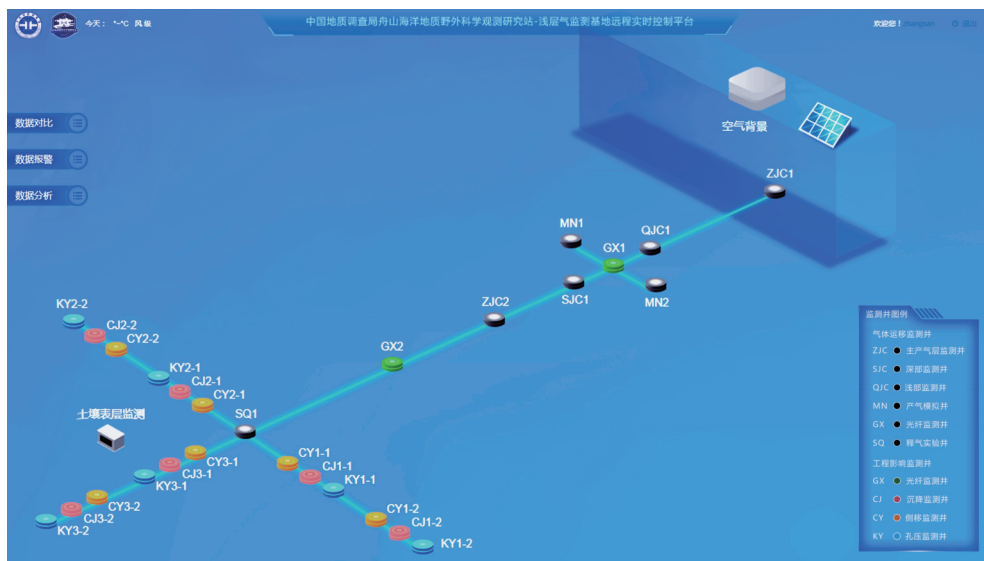 今天： °-°C 风 级
中国地质调查局舟山海洋地质野外科学观测研究站-浅层气监测基地远程实时控制平台
欢迎您！zhangsan 退出
数据对比
数据报警
数据分析
空气背景
ZJC1
MN1
QJC1
GX1
SJC1
MN2
ZJC2
GX2
KY2-2
CJ2-2
CY2-2
KY2-1
CJ2-1
CY2-1
SQ1
土壤表层监测
CY3-1
CJ3-1
KY3-1
CY3-2
CJ3-2
KY3-2
CY1-1
CJ1-1
KY1-1
CY1-2
CJ1-2
KY1-2
监测井图例
气体运移监测井
ZJC 主产气层监测井
SJC 深部监测井
QJC 浅部监测井
MN 产气模拟井
GX 光纤监测井
SQ 释气实验井
工程影响监测井
GX 光纤监测井
CJ 沉降监测井
CY 侧移监测井
KY 孔压监测井